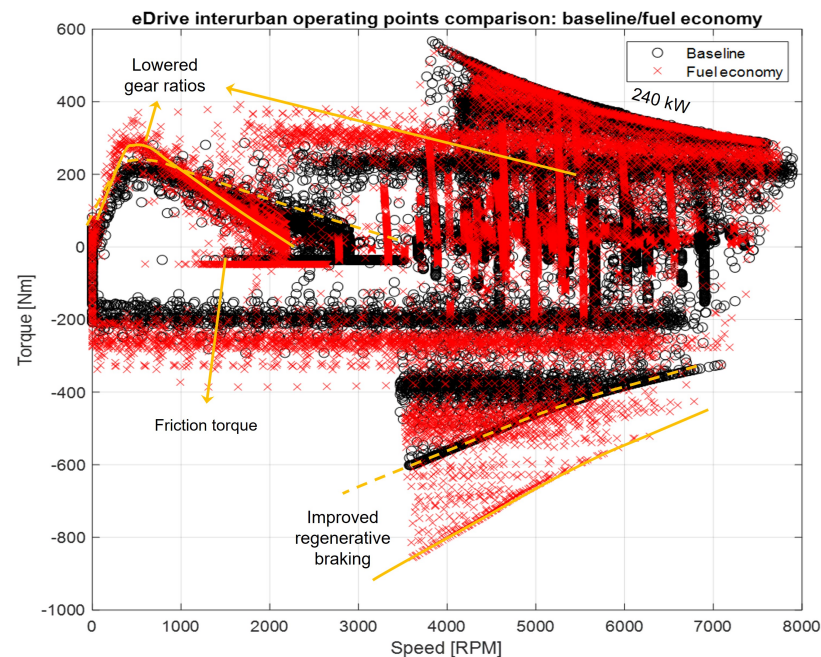 eDrive interurban operating points comparison: baseline/fuel economy
600
400
200
0
-200
-400
-600
-800
-1000
Torque [Nm]
Lowered
gear ratios
Baseline
Fuel economy
240 kW
Friction torque
Improved
regenerative
braking
0
1000
2000
3000
4000
5000
6000
7000
8000
Speed [RPM]